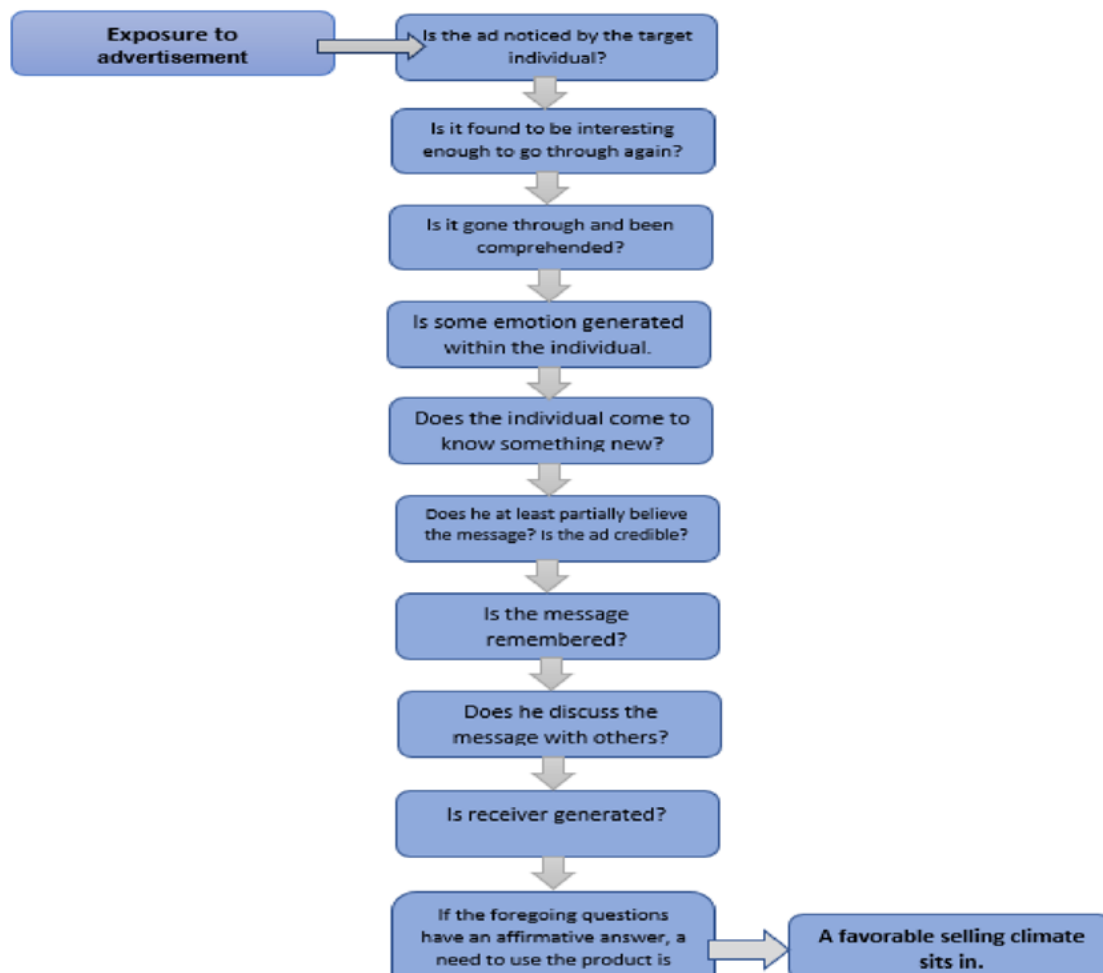 Exposure to
advertisement
Is the ad noticed by the target
individual?
Is it found to be interesting
enough to go through again?
Is it gone through and been
comprehended?
Is some emotion generated
within the individual.
Does the individual come to
know something new?
Does he at least partially believe
the message? Is the ad credible?
Is the message
remembered?
Does he discuss the
message with others?
Is receiver generated?
If the foregoing questions
have an affirmative answer, a
need to use the product is
A favorable selling climate
sits in.